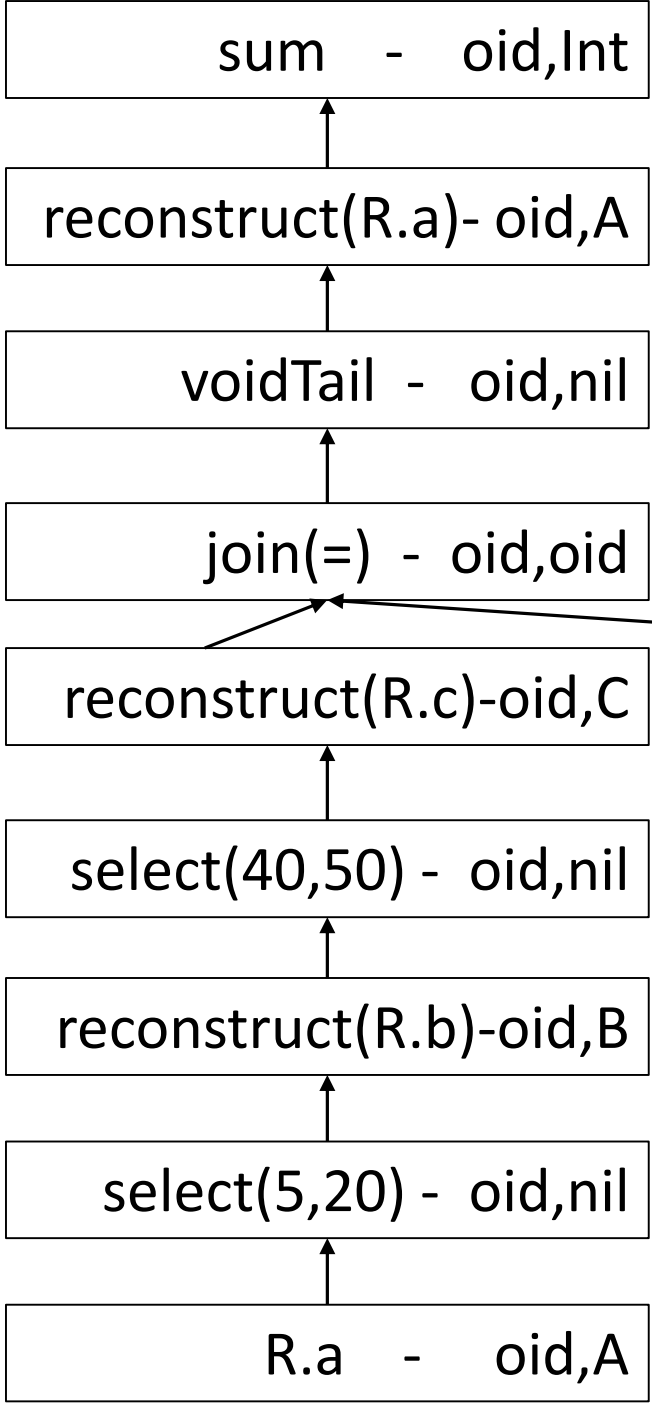 sum - oid,Int
reconstruct(R.a)- oid,A
voidTail - oid,nil
join(=) - oid,oid
reconstruct(R.c)-oid,C
select(40,50) - oid,nil
reconstruct(R.b)-oid,B
select(5,20) - oid,nil
R.a - oid,A